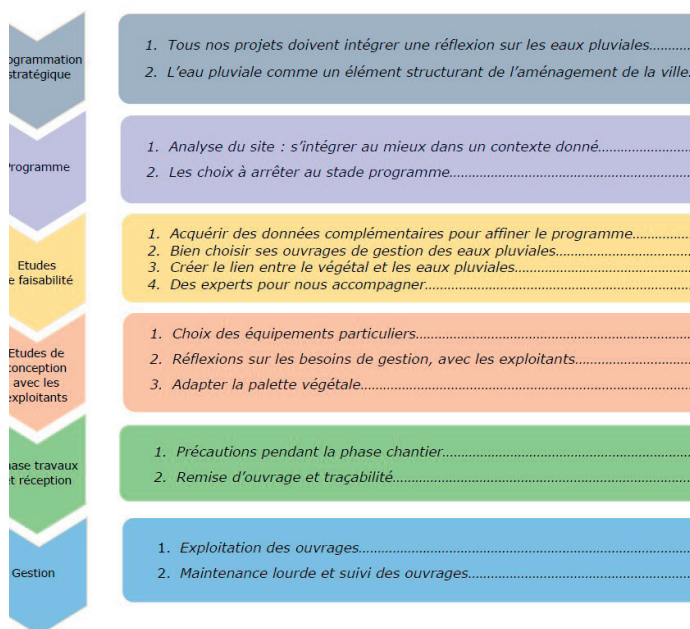 rogrammation
stratégique
1. Tous nos projets doivent intégrer une réflexion sur les eaux pluviales
2. L'eau pluviale comme un élément structurant de l'aménagement de la ville
rogramme
1. Analyse du site : s'intégrer au mieux dans un contexte donné
2. Les choix à arrêter au stade programme
Etudes
e faisabilité
1. Acquérir des données complémentaires pour affiner le programme
2. Bien choisir ses ouvrages de gestion des eaux pluviales
3. Créer le lien entre le végétal et les eaux pluviales
4. Des experts pour nous accompagner
Etudes de
conception
avec les
exploitants
1. Choix des équipements particuliers
2. Réflexions sur les besoins de gestion, avec les exploitants
3. Adapter la palette végétale
hase travaux
et réception
1. Précautions pendant la phase chantier
2. Remise d'ouvrage et traçabilité
Gestion
1. Exploitation des ouvrages
2. Maintenance lourde et suivi des ouvrages